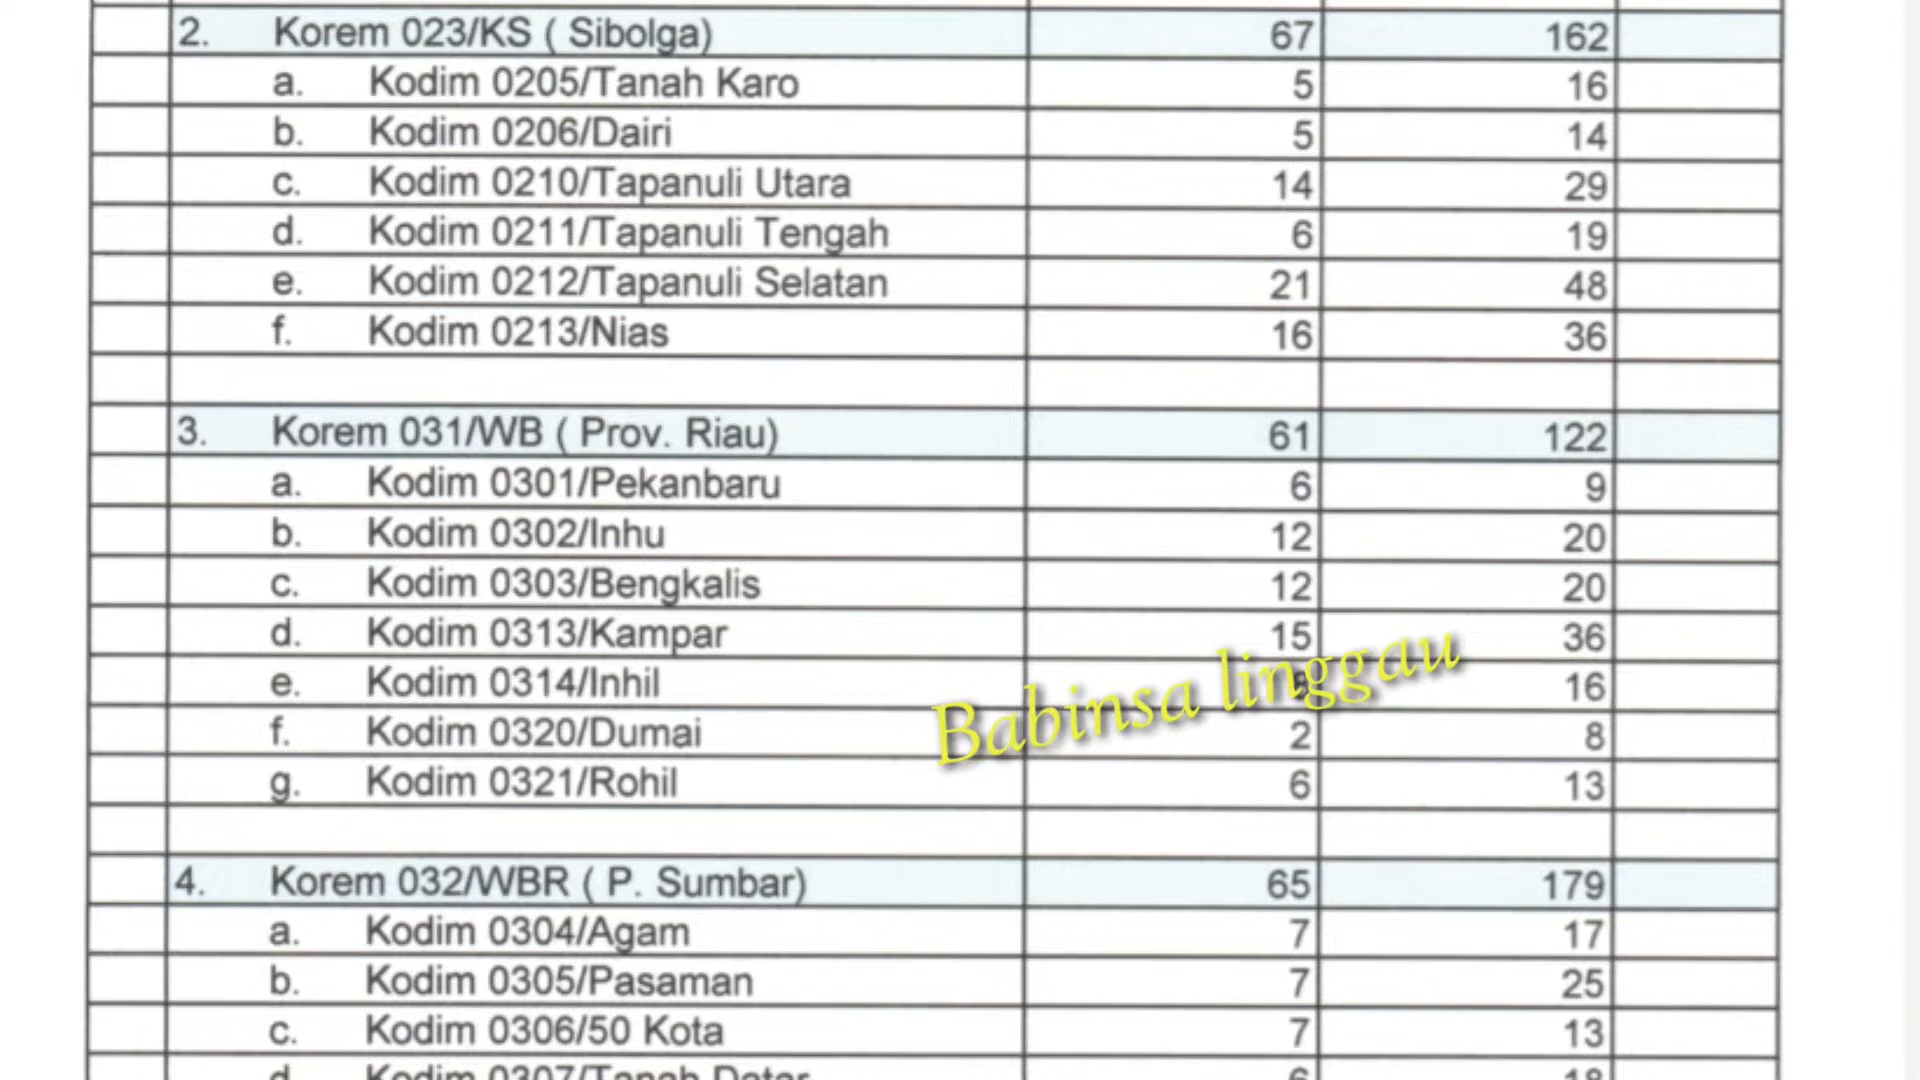 2. Korem 023/KS ( Sibolga) 67 162
a. Kodim 0205/Tanah Karo 5 16
b. Kodim 0206/Dairi 5 14
c. Kodim 0210/Tapanuli Utara 14 29
d. Kodim 0211/Tapanuli Tengah 6 19
e. Kodim 0212/Tapanuli Selatan 21 48
f. Kodim 0213/Nias 16 36
3. Korem 031/WB ( Prov. Riau) 61 122
a. Kodim 0301/Pekanbaru 6 9
b. Kodim 0302/Inhu 12 20
c. Kodim 0303/Bengkalis 12 20
d. Kodim 0313/Kampar 15 36
e. Kodim 0314/Inhil 16
Babinsa linggau
f. Kodim 0320/Dumai 2 8
g. Kodim 0321/Rohil 6 13
4. Korem 032/WBR ( P. Sumbar) 65 179
a. Kodim 0304/Agam 7 17
b. Kodim 0305/Pasaman 7 25
c. Kodim 0306/50 Kota 7 13
d. Kodim 0307/Tanah Datar 18